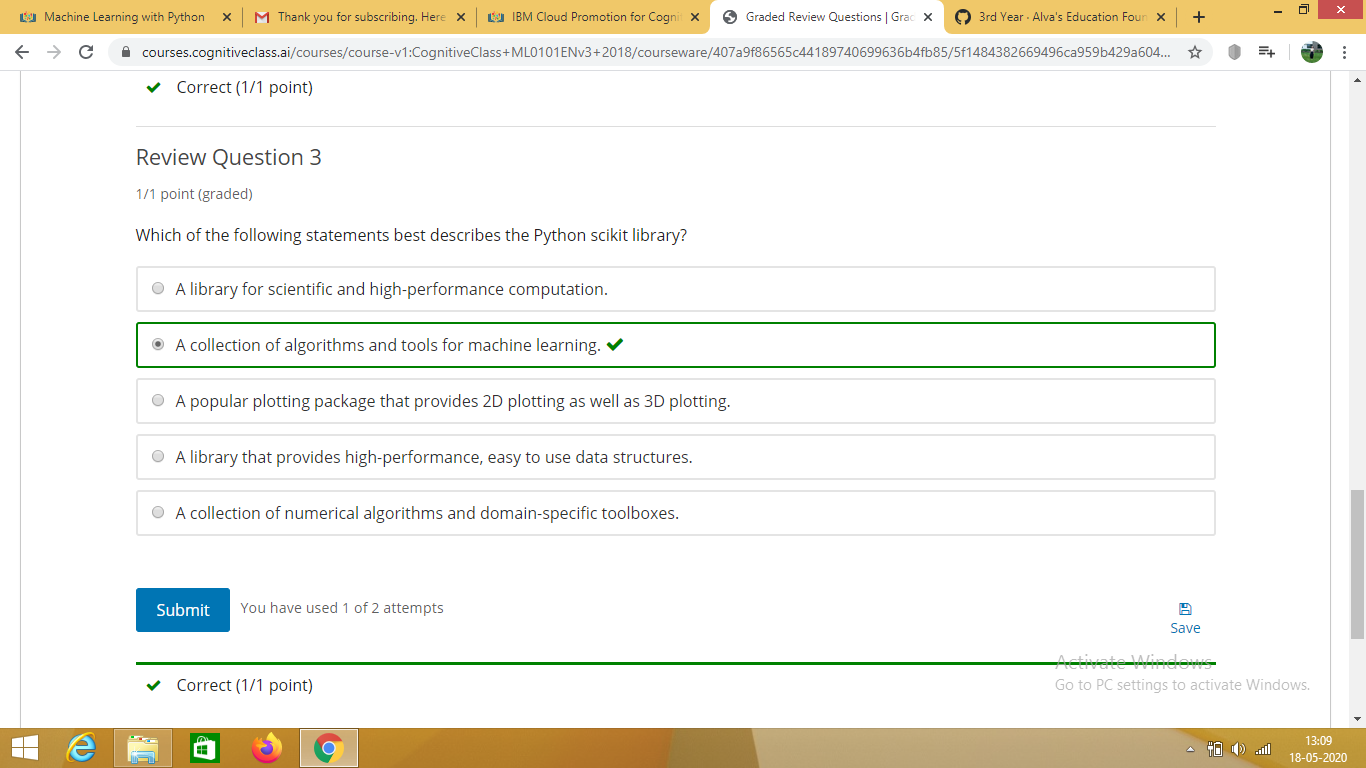 Machine Learning with Python
Thank you for subscribing. Here
IBM Cloud Promotion for Cogni
Graded Review Questions | Grac
3rd Year · Alva's Education Foun
courses.cognitiveclass.ai/courses/course-v1:CognitiveClass+ML0101ENv3+2018/courseware/407a9f86565c44189740699636b4fb85/5f1484382669496ca959b429a604...
Correct (1/1 point)
Review Question 3
1/1 point (graded)
Which of the following statements best describes the Python scikit library?
A library for scientific and high-performance computation.
A collection of algorithms and tools for machine learning.
A popular plotting package that provides 2D plotting as well as 3D plotting.
A library that provides high-performance, easy to use data structures.
A collection of numerical algorithms and domain-specific toolboxes.
Submit
You have used 1 of 2 attempts
Save
Activate Windows
Go to PC settings to activate Windows.
Correct (1/1 point)
13:09
18-05-2020